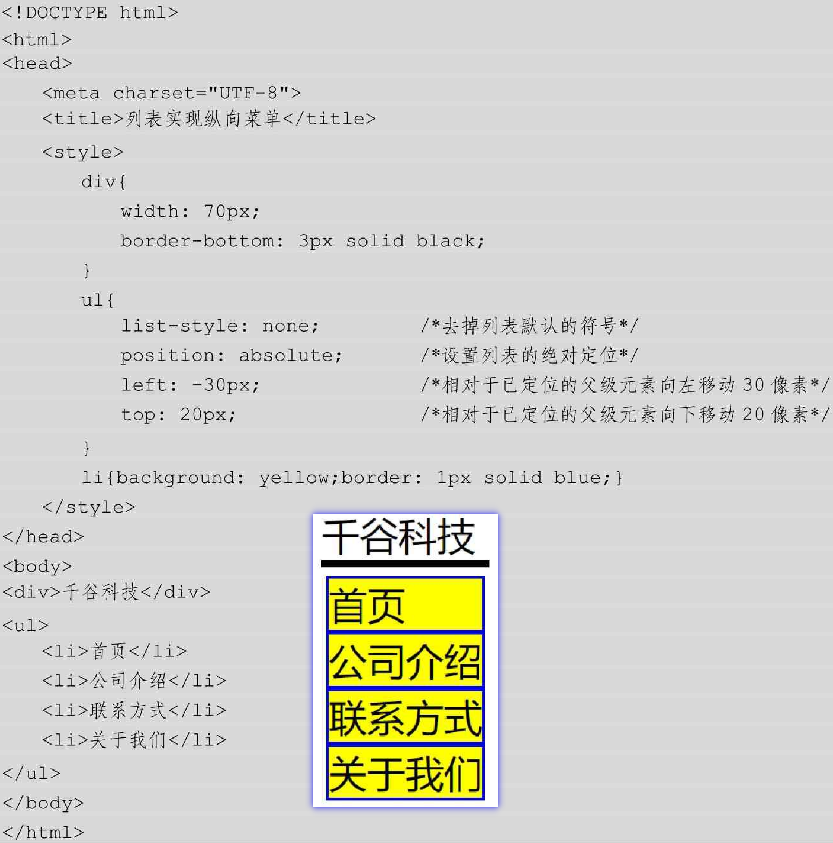 <!DOCTYPE html>
<html>
<head>
<meta charset="UTF-8">
<title>列表实现纵向菜单</title>
<style>
div{
width: 70px;
border-bottom: 3px solid black;
}
ul{
list-style: none; /*去掉列表默认的符号*/
position: absolute; /*设置列表的绝对定位*/
left: -30px; /*相对于已定位的父级元素向左移动 30 像素*/
top: 20px; /*相对于已定位的父级元素向下移动 20 像素*/
}
li{background: yellow;border: 1px solid blue;}
</style>
</head>
<body>
<div>千谷科技</div>
<ul>
<li>首页</li>
<li>公司介绍</li>
<li>联系方式</li>
<li>关于我们</li>
</ul>
</body>
</html>
千谷科技
首页
公司介绍
联系方式
关于我们